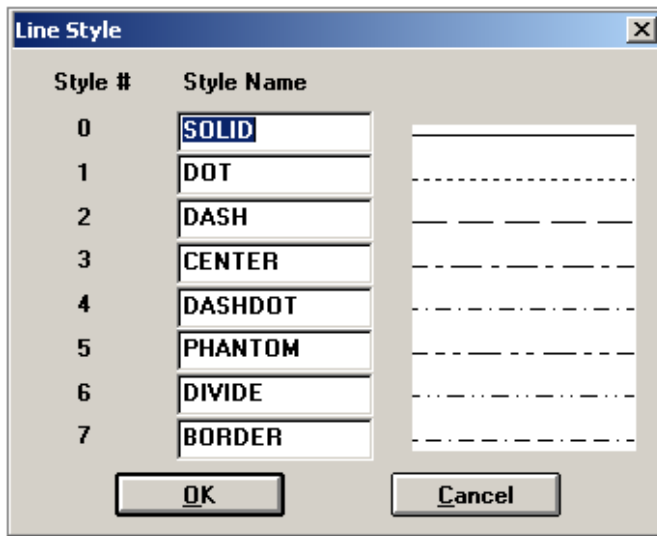 Line Style
Style # Style Name
0 SOLID
1 DOT
2 DASH
3 CENTER
4 DASHDOT
5 PHANTOM
6 DIVIDE
7 BORDER
OK Cancel